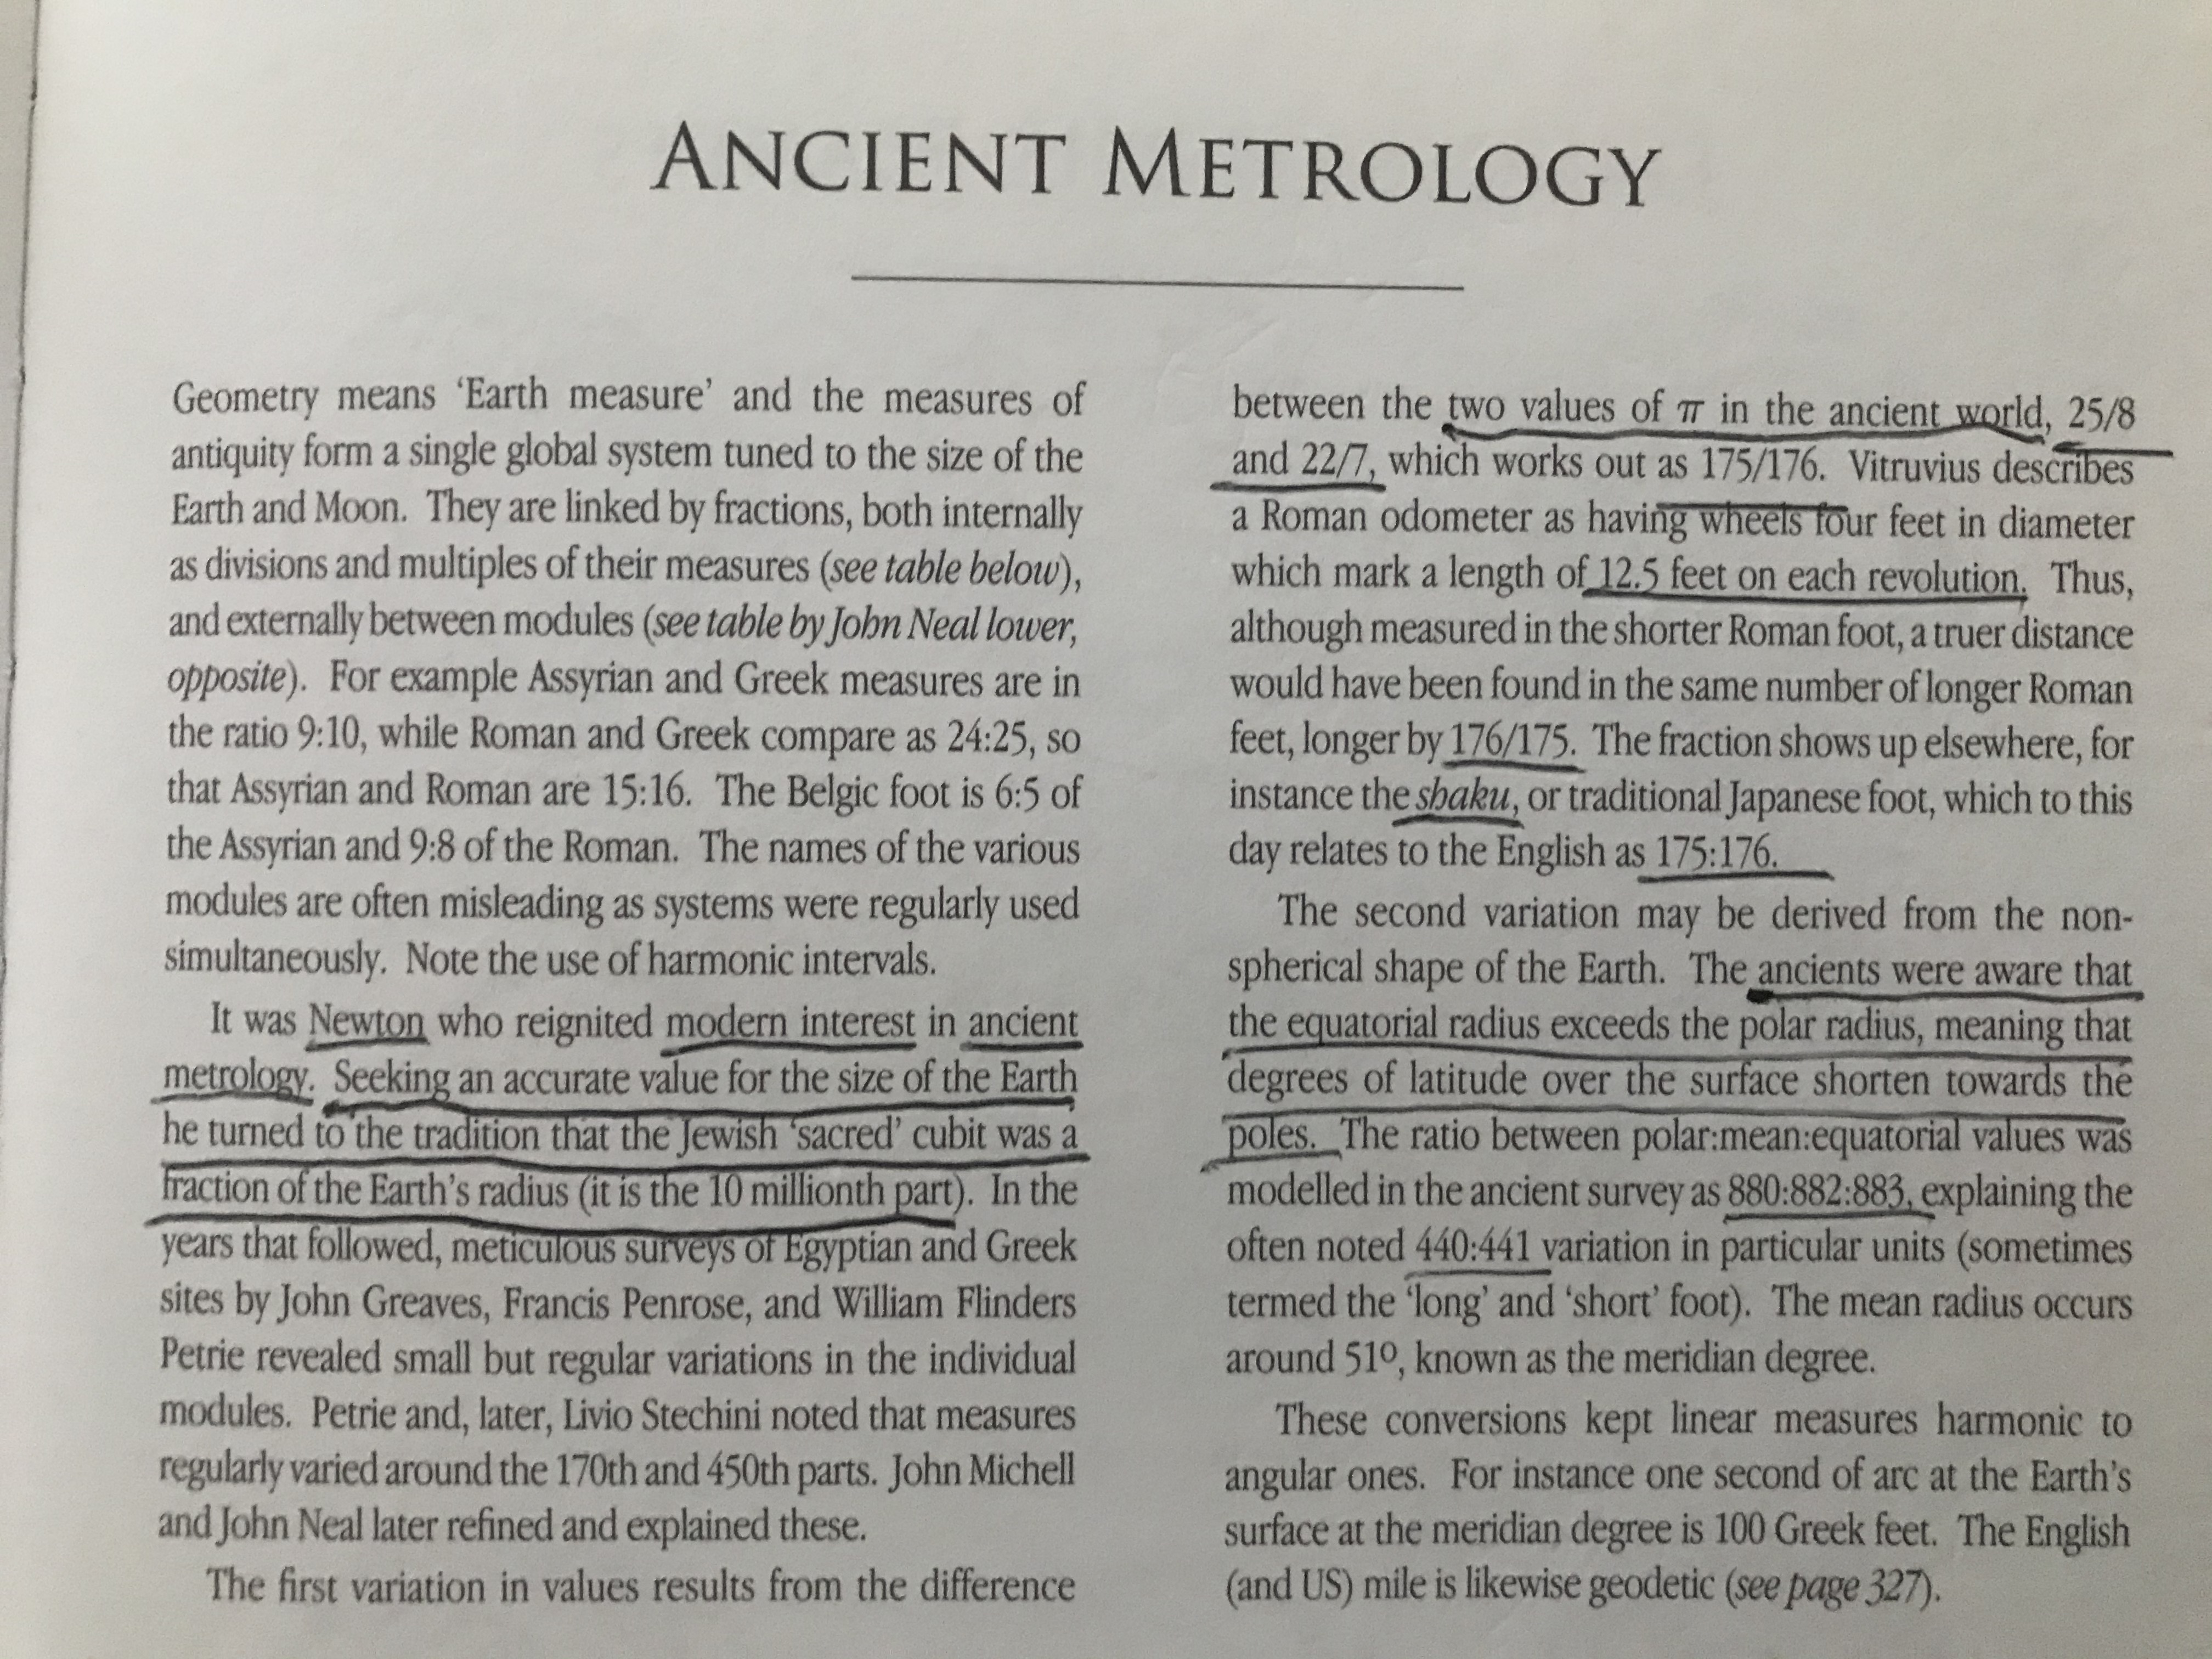 ANCIENT METROLOGY
Geometry means ‘Earth measure’ and the measures of
antiquity form a single global system tuned to the size of the
Earth and Moon. They are linked by fractions, both internally
as divisions and multiples of their measures (see table below),
and externally between modules (see table by John Neal lower,
opposite). For example Assyrian and Greek measures are in
the ratio 9:10, while Roman and Greek compare as 24:25, so
that Assyrian and Roman are 15:16. The Belgic foot is 6:5 of
the Assyrian and 9:8 of the Roman. The names of the various
modules are often misleading as systems were regularly used
simultaneously. Note the use of harmonic intervals.
It was Newton who reignited modern interest in ancient
metrology. Seeking an accurate value for the size of the Earth
he turned to the tradition that the Jewish ‘sacred’ cubit was a
fraction of the Earth’s radius (it is the 10 millionth part). In the
years that followed, meticulous surveys of Egyptian and Greek
sites by John Greaves, Francis Penrose, and William Flinders
Petrie revealed small but regular variations in the individual
modules. Petrie and, later, Livio Stechini noted that measures
regularly varied around the 170th and 450th parts. John Michell
and John Neal later refined and explained these.
The first variation in values results from the difference
between the two values of π in the ancient world, 25/8
and 22/7, which works out as 175/176. Vitruvius describes
a Roman odometer as having wheels four feet in diameter
which mark a length of 12.5 feet on each revolution. Thus,
although measured in the shorter Roman foot, a truer distance
would have been found in the same number of longer Roman
feet, longer by 176/175. The fraction shows up elsewhere, for
instance the shaku, or traditional Japanese foot, which to this
day relates to the English as 175:176.
The second variation may be derived from the non-
spherical shape of the Earth. The ancients were aware that
the equatorial radius exceeds the polar radius, meaning that
degrees of latitude over the surface shorten towards the
poles. The ratio between polar:mean:equatorial values was
modelled in the ancient survey as 880:882:883, explaining the
often noted 440:441 variation in particular units (sometimes
termed the ‘long’ and ‘short’ foot). The mean radius occurs
around 51º, known as the meridian degree.
These conversions kept linear measures harmonic to
angular ones. For instance one second of arc at the Earth’s
surface at the meridian degree is 100 Greek feet. The English
(and US) mile is likewise geodetic (see page 327).